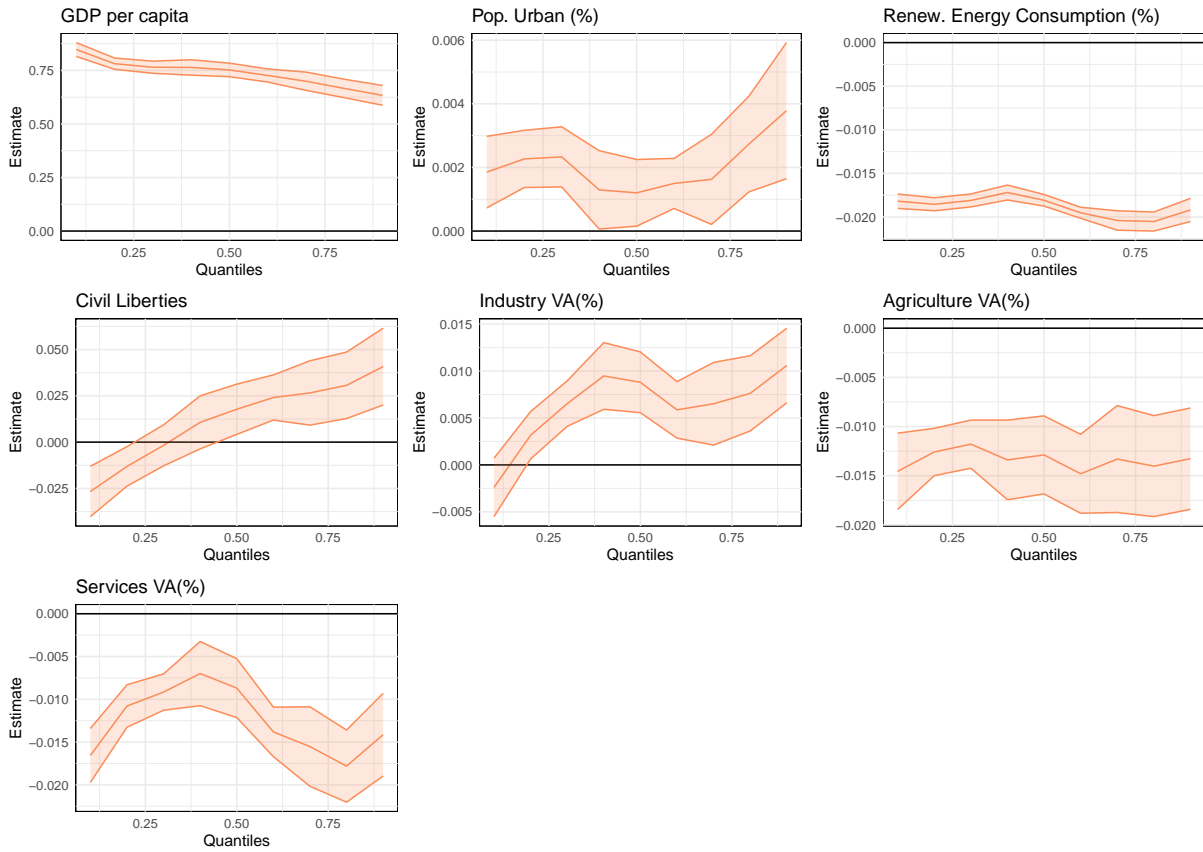 GDP per capita
Estimate
0.75
0.50
0.25
0.00
0.25
0.50
0.75
Quantiles
Pop. Urban (%)
Estimate
0.006
0.004
0.002
0.000
0.25
0.50
0.75
Quantiles
Renew. Energy Consumption (%)
Estimate
0.000
−0.005
−0.010
−0.015
−0.020
0.25
0.50
0.75
Quantiles
Civil Liberties
Estimate
0.050
0.025
0.000
−0.025
0.25
0.50
0.75
Quantiles
Industry VA(%)
Estimate
0.015
0.010
0.005
0.000
−0.005
0.25
0.50
0.75
Quantiles
Agriculture VA(%)
Estimate
0.000
−0.005
−0.010
−0.015
−0.020
0.25
0.50
0.75
Quantiles
Services VA(%)
Estimate
0.000
−0.005
−0.010
−0.015
−0.020
0.25
0.50
0.75
Quantiles